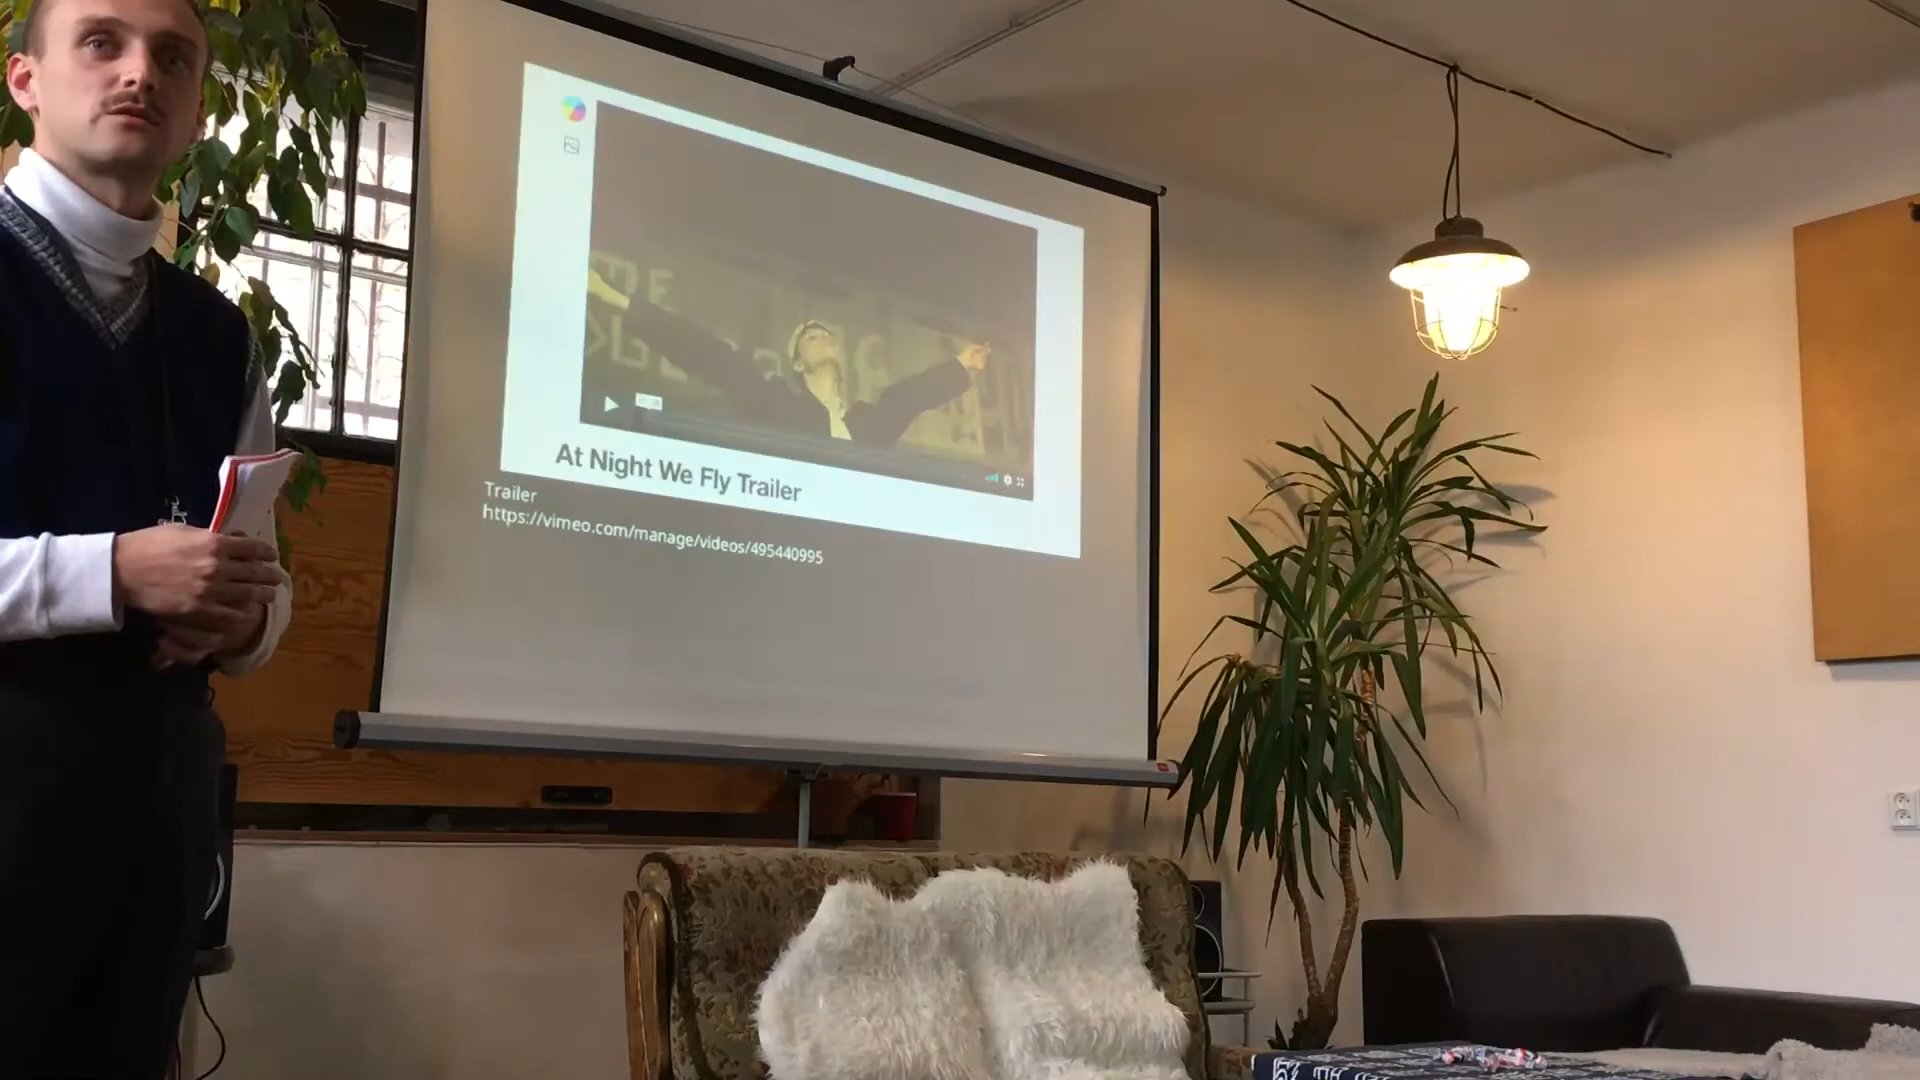 At Night We Fly Trailer
Trailer
https://vimeo.com/manage/videos/495440995